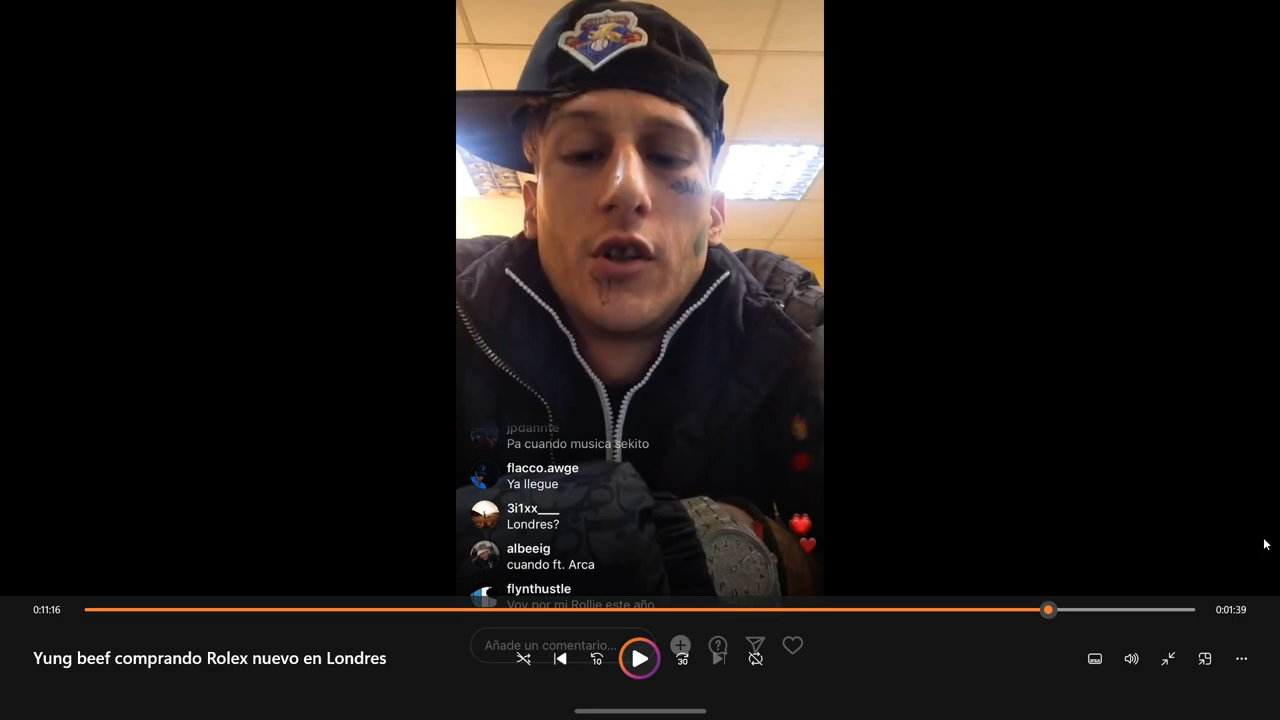 jpdannte
Pa cuando musica sekito
flacco.awge
Ya llegue
3i1xx___
Londres?
albeeig
cuando ft. Arca
flynthustle
Voy por mi Rollie este año
0:11:16
0:01:39
Añade un comentario...
Yung beef comprando Rolex nuevo en Londres
10
30